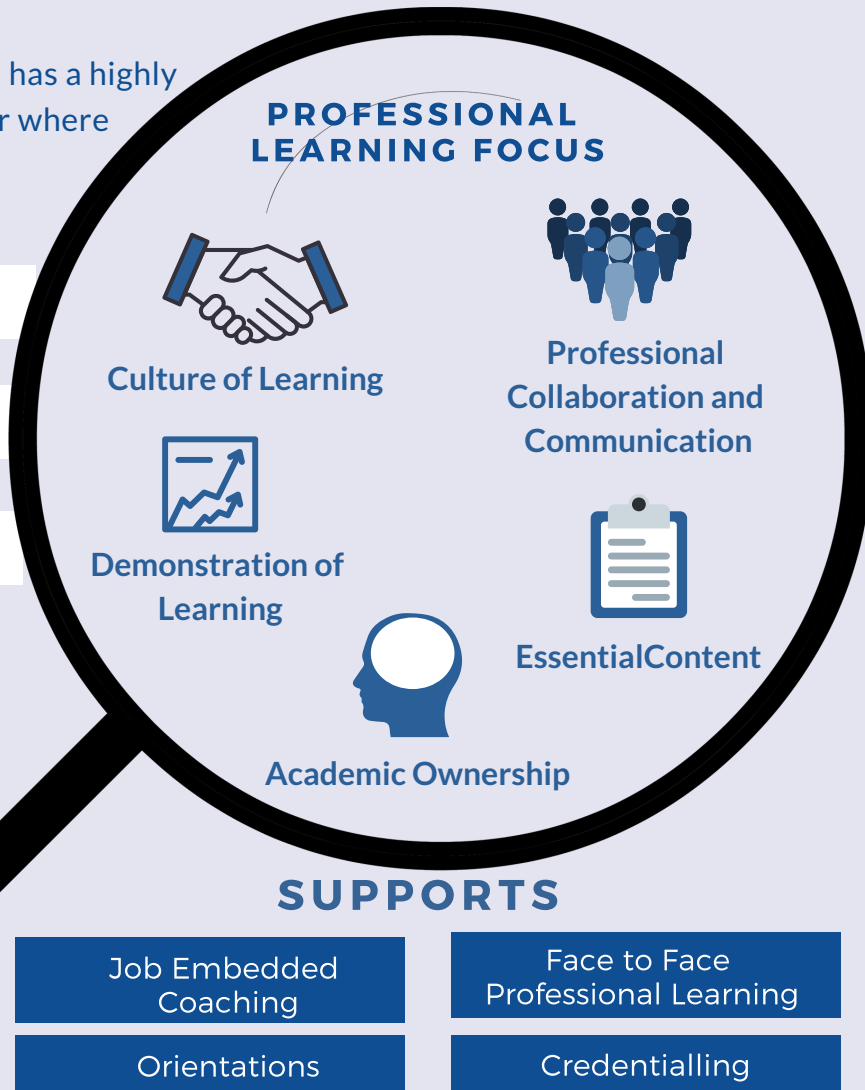 has a highly
r where
PROFESSIONAL
LEARNING FOCUS
Culture of Learning
Professional
Collaboration and
Communication
Demonstration of
Learning
EssentialContent
Academic Ownership
SUPPORTS
Job Embedded
Coaching
Face to Face
Professional Learning
Orientations
Credentialling